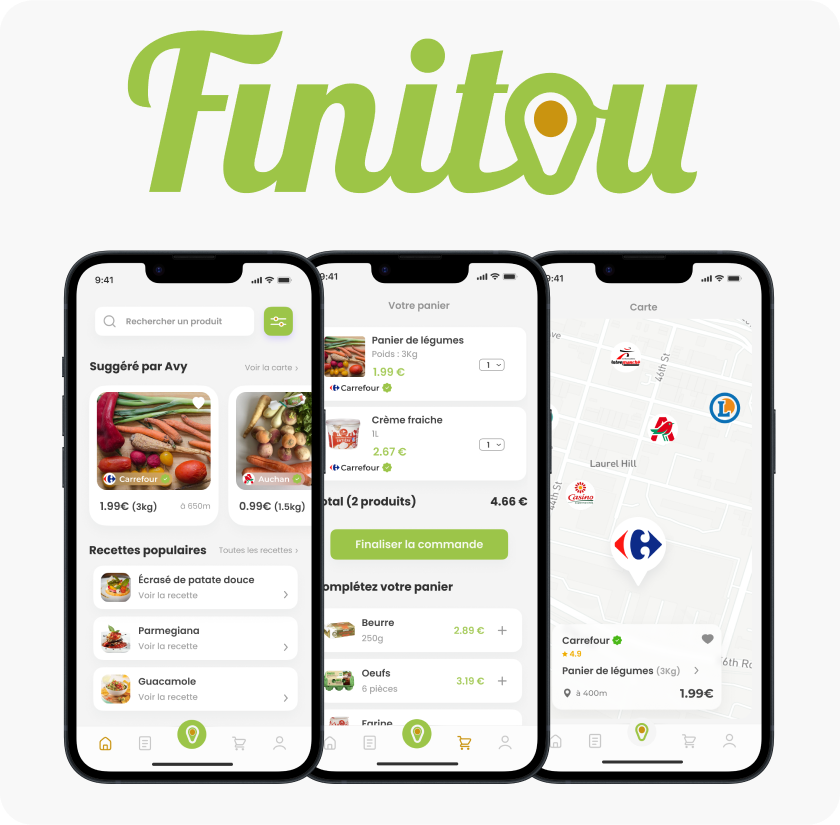 Finitou
9:41
Rechercher un produit
Suggéré par Avy
Voir la carte ›
Carrefour
1.99€ (3kg)
à 650m
Auchan
0.99€ (1.5kg)
Recettes populaires
Toutes les recettes ›
Écrasé de patate douce
Voir la recette
Parmegiana
Voir la recette
Guacamole
Voir la recette
9:41
Votre panier
Panier de légumes
Poids : 3Kg
1.99 €
1
Carrefour
Crème fraiche
1L
2.67 €
1
Carrefour
otal (2 produits)
4.66 €
Finaliser la commande
omplétez votre panier
Beurre
250g
2.89 €
+
Oeufs
6 pièces
3.19 €
+
Farine
9:41
Carte
ve
46th St
L
Laurel Hill
44th St
Casino
6th Rd
Carrefour
4.9
Panier de légumes (3Kg)
à 400m
1.99€